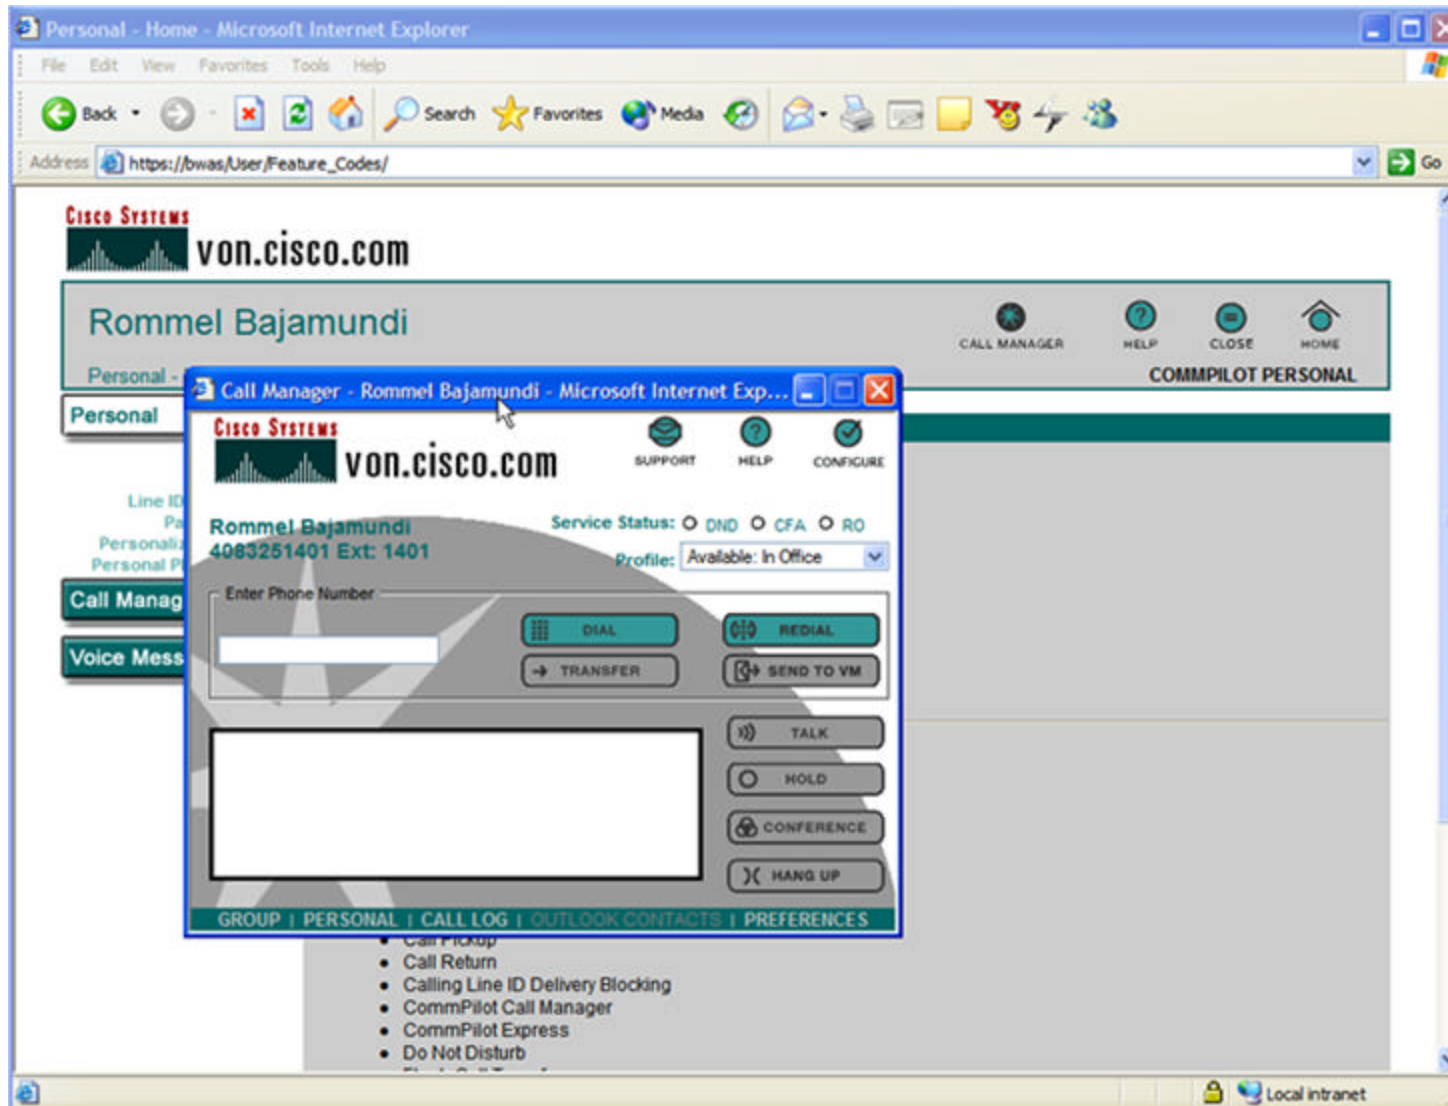 Personal - Home - Microsoft Internet Explorer
File Edit View Favorites Tools Help
Back Search Favorites Media
Address https://bwas/User/Feature_Codes/ Go
CISCO SYSTEMS
von.cisco.com
Rommel Bajamundi
CALL MANAGER HELP CLOSE HOME
Personal -
COMMPILOT PERSONAL
Personal
Line ID
Call Manag
Voice Mess
Call Manager - Rommel Bajamundi - Microsoft Internet Exp...
CISCO SYSTEMS
von.cisco.com
SUPPORT HELP CONFIGURE
Rommel Bajamundi
4083251401 Ext: 1401
Service Status: DND CFA RO
Profile: Available: In Office
Enter Phone Number
DIAL REDIAL
TRANSFER SEND TO VM
TALK
HOLD
CONFERENCE
HANG UP
GROUP | PERSONAL | CALL LOG | OUTLOOK CONTACTS | PREFERENCES
Call Pickup
Call Return
Calling Line ID Delivery Blocking
CommPilot Call Manager
CommPilot Express
Do Not Disturb
Local intranet